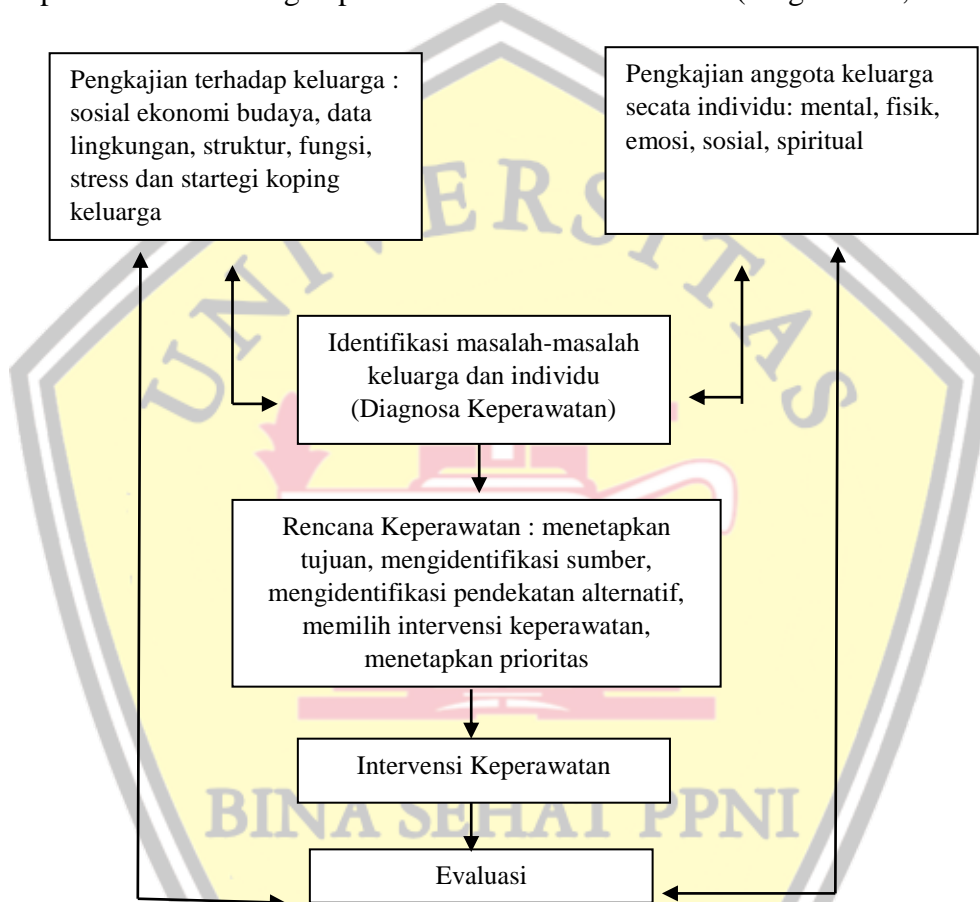 Pengkajian terhadap keluarga :
sosial ekonomi budaya, data
lingkungan, struktur, fungsi,
stress dan startegi koping
keluarga
Pengkajian anggota keluarga
secata individu: mental, fisik,
emosi, sosial, spiritual
UNIVERSITAS
Identifikasi masalah-masalah
keluarga dan individu
(Diagnosa Keperawatan)
Rencana Keperawatan : menetapkan
tujuan, mengidentifikasi sumber,
mengidentifikasi pendekatan alternatif,
memilih intervensi keperawatan,
menetapkan prioritas
Intervensi Keperawatan
BINA SEHAT PPNI
Evaluasi